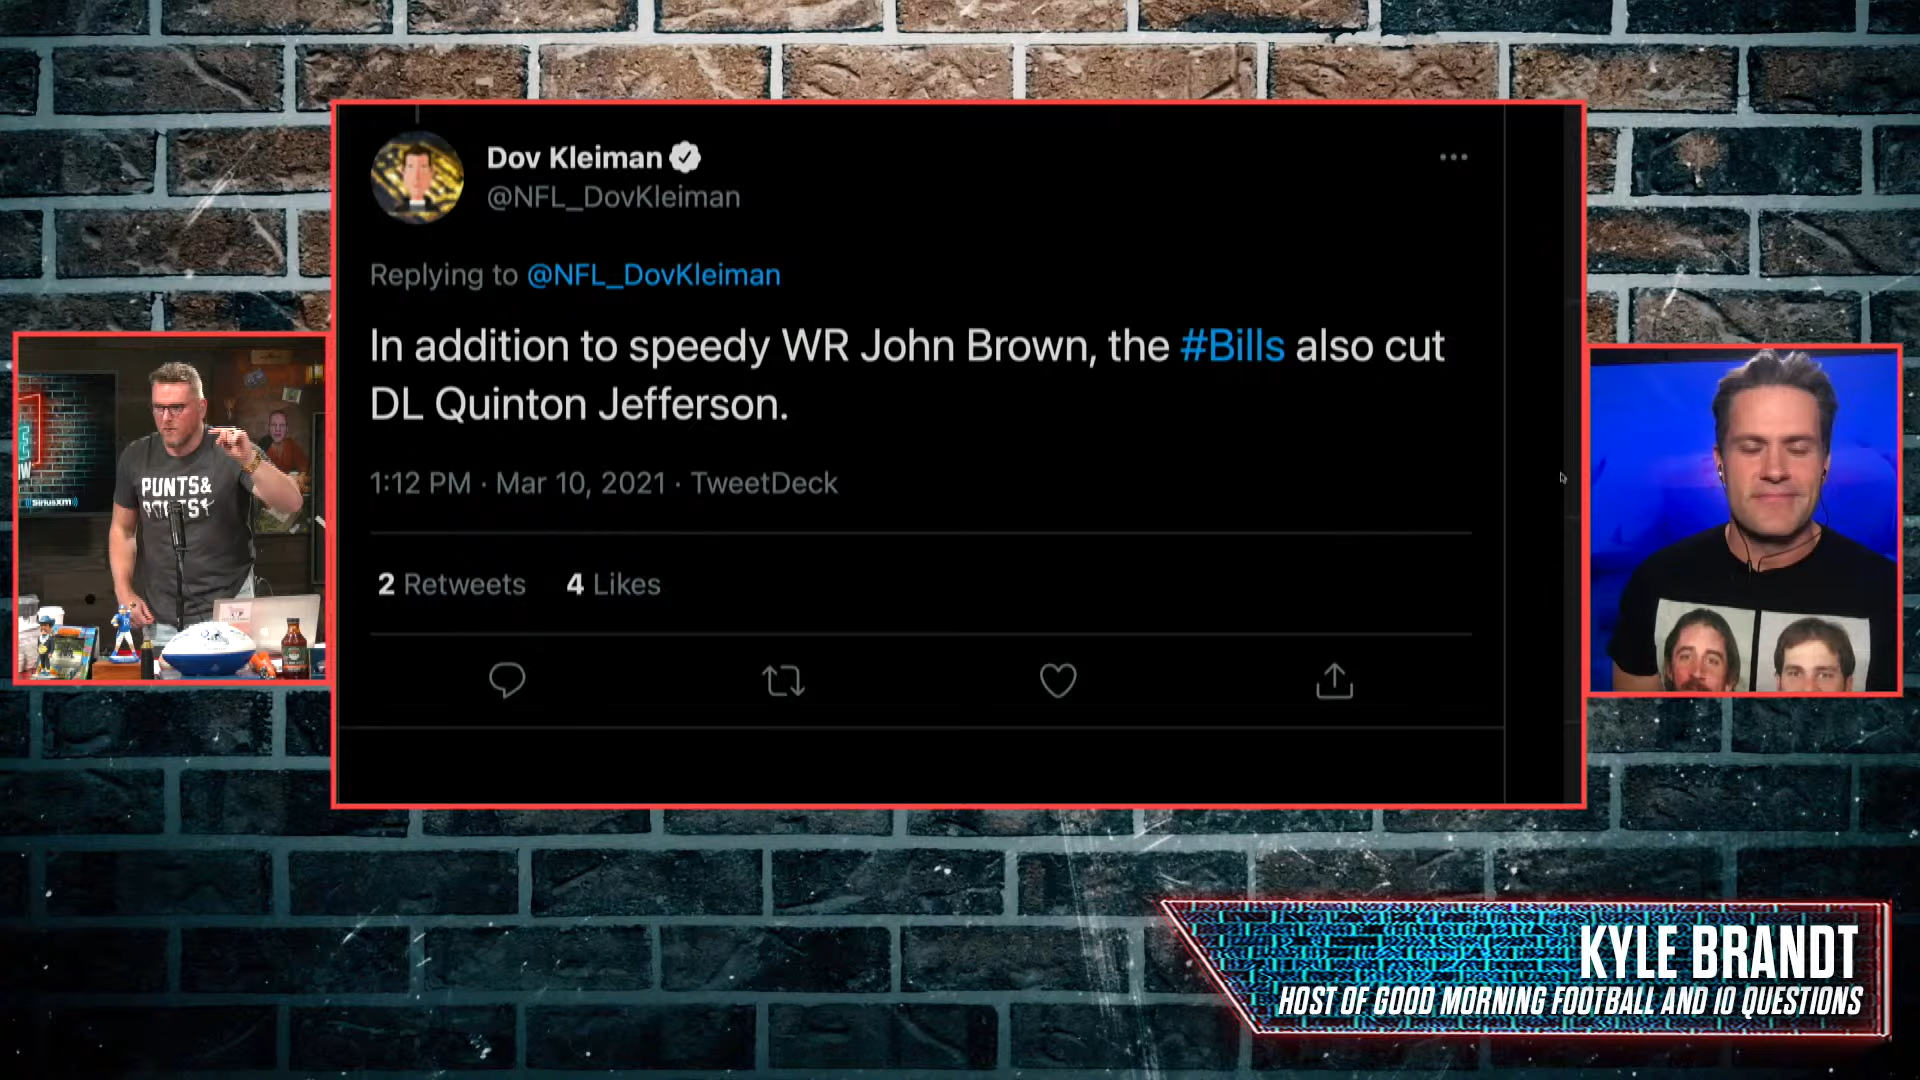 Dov Kleiman
@NFL_DovKleiman
Replying to @NFL_DovKleiman
In addition to speedy WR John Brown, the #Bills also cut
DL Quinton Jefferson.
1:12 PM · Mar 10, 2021 · TweetDeck
2 Retweets 4 Likes
PUNTS&
SiriusXM
KYLE BRANDT
HOST OF GOOD MORNING FOOTBALL AND 10 QUESTIONS